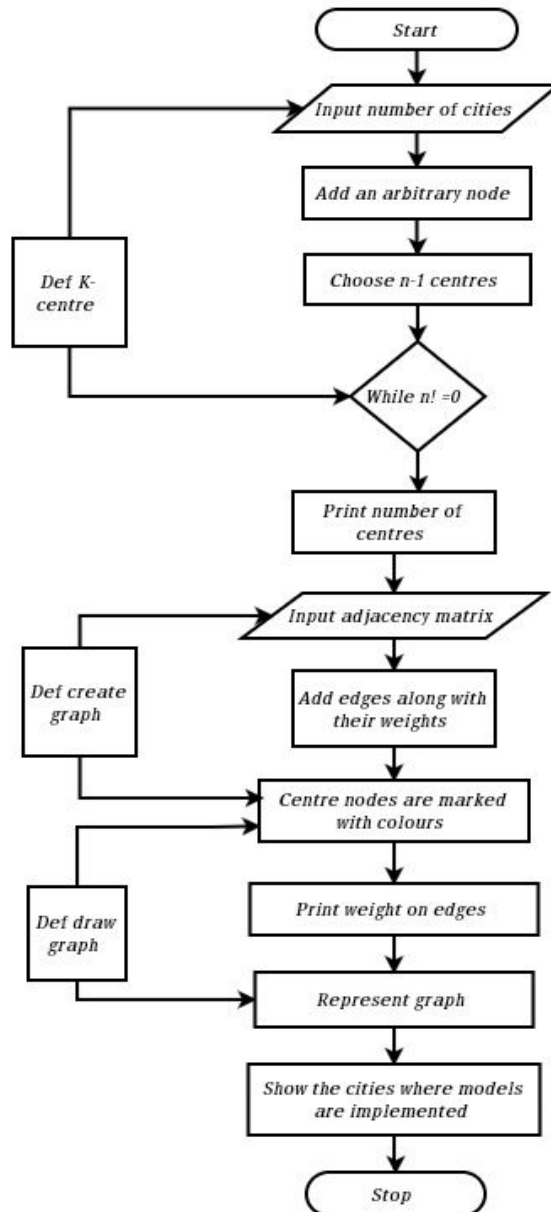 Start
Input number of cities
Add an arbitrary node
Def K-
centre
Choose n-1 centres
While n! =0
Print number of
centres
Input adjacency matrix
Def create
graph
Add edges along with
their weights
Centre nodes are marked
with colours
Def draw
graph
Print weight on edges
Represent graph
Show the cities where models
are implemented
Stop